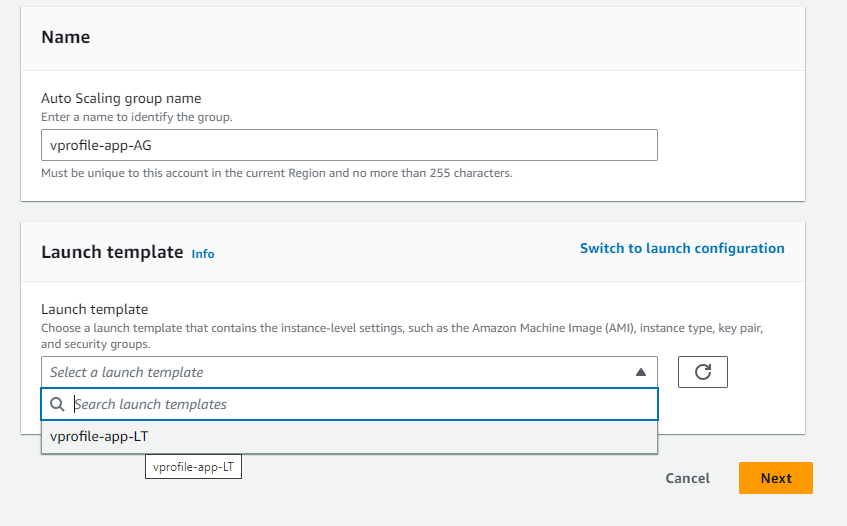 Name
Auto Scaling group name
Enter a name to identify the group.
vprofile-app-AG
Must be unique to this account in the current Region and no more than 255 characters.
Launch template Info
Switch to launch configuration
Launch template
Choose a launch template that contains the instance-level settings, such as the Amazon Machine Image (AMI), instance type, key pair,
and security groups.
Select a launch template
Search launch templates
vprofile-app-LT
vprofile-app-LT
Cancel
Next